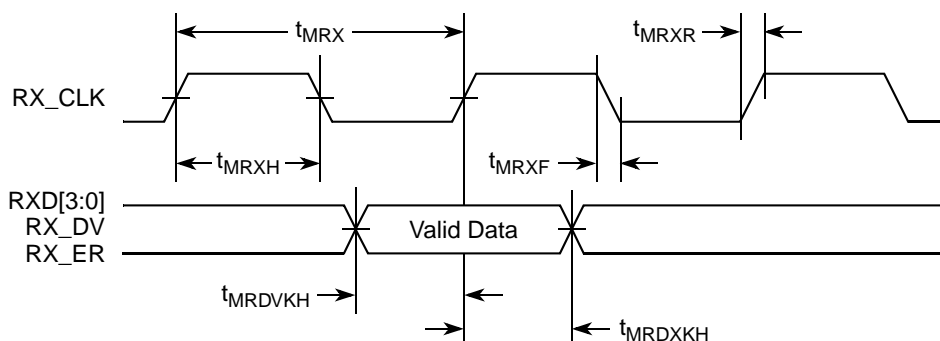 tMRX
tMRXR
RX_CLK
tMRXH
tMRXF
RXD[3:0]
RX_DV
RX_ER
Valid Data
tMRDVKH
tMRDXKH